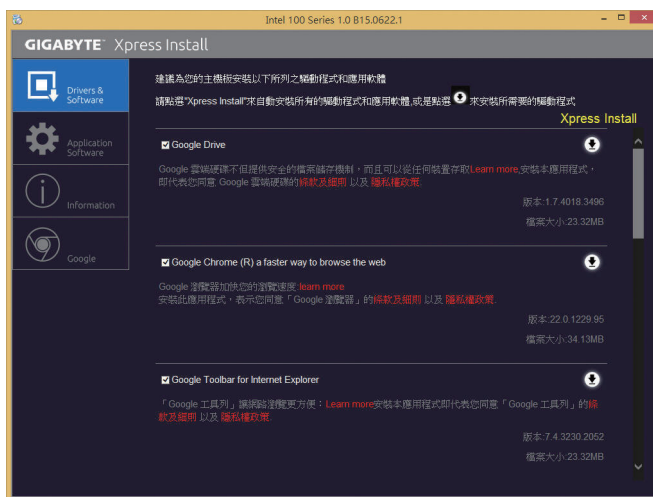 Intel 100 Series 1.0 B15.0622.1
GIGABYTE™ Xpress Install
Drivers &
Software
Application
Software
Information
Google
建議為您的主機板安裝以下所列之驅動程式和應用軟體
請點選"Xpress Install"來自動安裝所有的驅動程式和應用軟體,或是點選 來安裝所需要的驅動程式
Xpress Install
Google Drive
Google 雲端硬碟不但提供安全的檔案儲存機制，而且可以從任何裝置存取Learn more,安裝本應用程式，
即代表您同意 Google 雲端硬碟的條款及細則 以及 隱私權政策.
版本:1.7.4018.3496
檔案大小:23.32MB
Google Chrome (R) a faster way to browse the web
Google 瀏覽器加快您的瀏覽速度.learn more
安裝此應用程式，表示您同意「Google 瀏覽器」的條款及細則 以及 隱私權政策.
版本:22.0.1229.95
檔案大小:34.13MB
Google Toolbar for Internet Explorer
「Google 工具列」讓網路瀏覽更方便：Learn more安裝本應用程式即代表您同意「Google 工具列」的條
款及細則 以及 隱私權政策.
版本:7.4.3230.2052
檔案大小:23.32MB